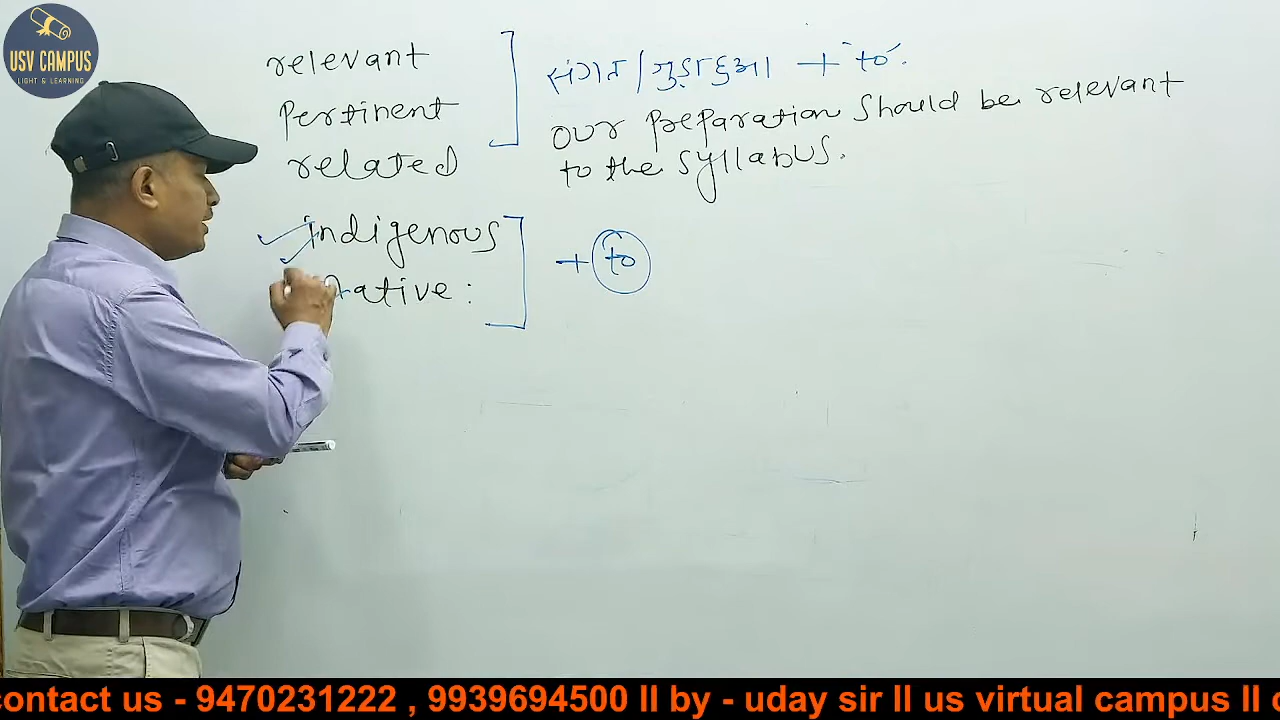 USV CAMPUS
LIGHT & LEARNING
relevant
Pertinent
related
संगत / जुड़ा हुआ + to.
our preparation should be relevant
to the syllabus.
indigenous
native :
+ to
contact us - 9470231222 , 9939694500 II by - uday sir II us virtual campus II